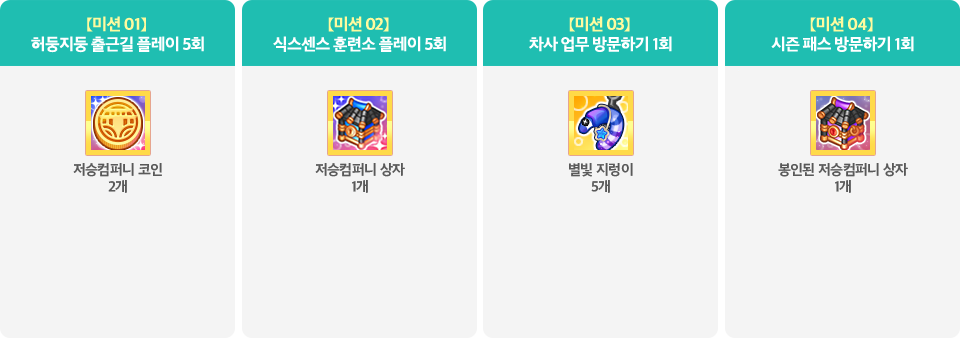 【미션 01】
허둥지둥 출근길 플레이 5회
저승컴퍼니 코인
2개
【미션 02】
식스센스 훈련소 플레이 5회
저승컴퍼니 상자
1개
【미션 03】
차사 업무 방문하기 1회
별빛 지렁이
5개
【미션 04】
시즌 패스 방문하기 1회
봉인된 저승컴퍼니 상자
1개